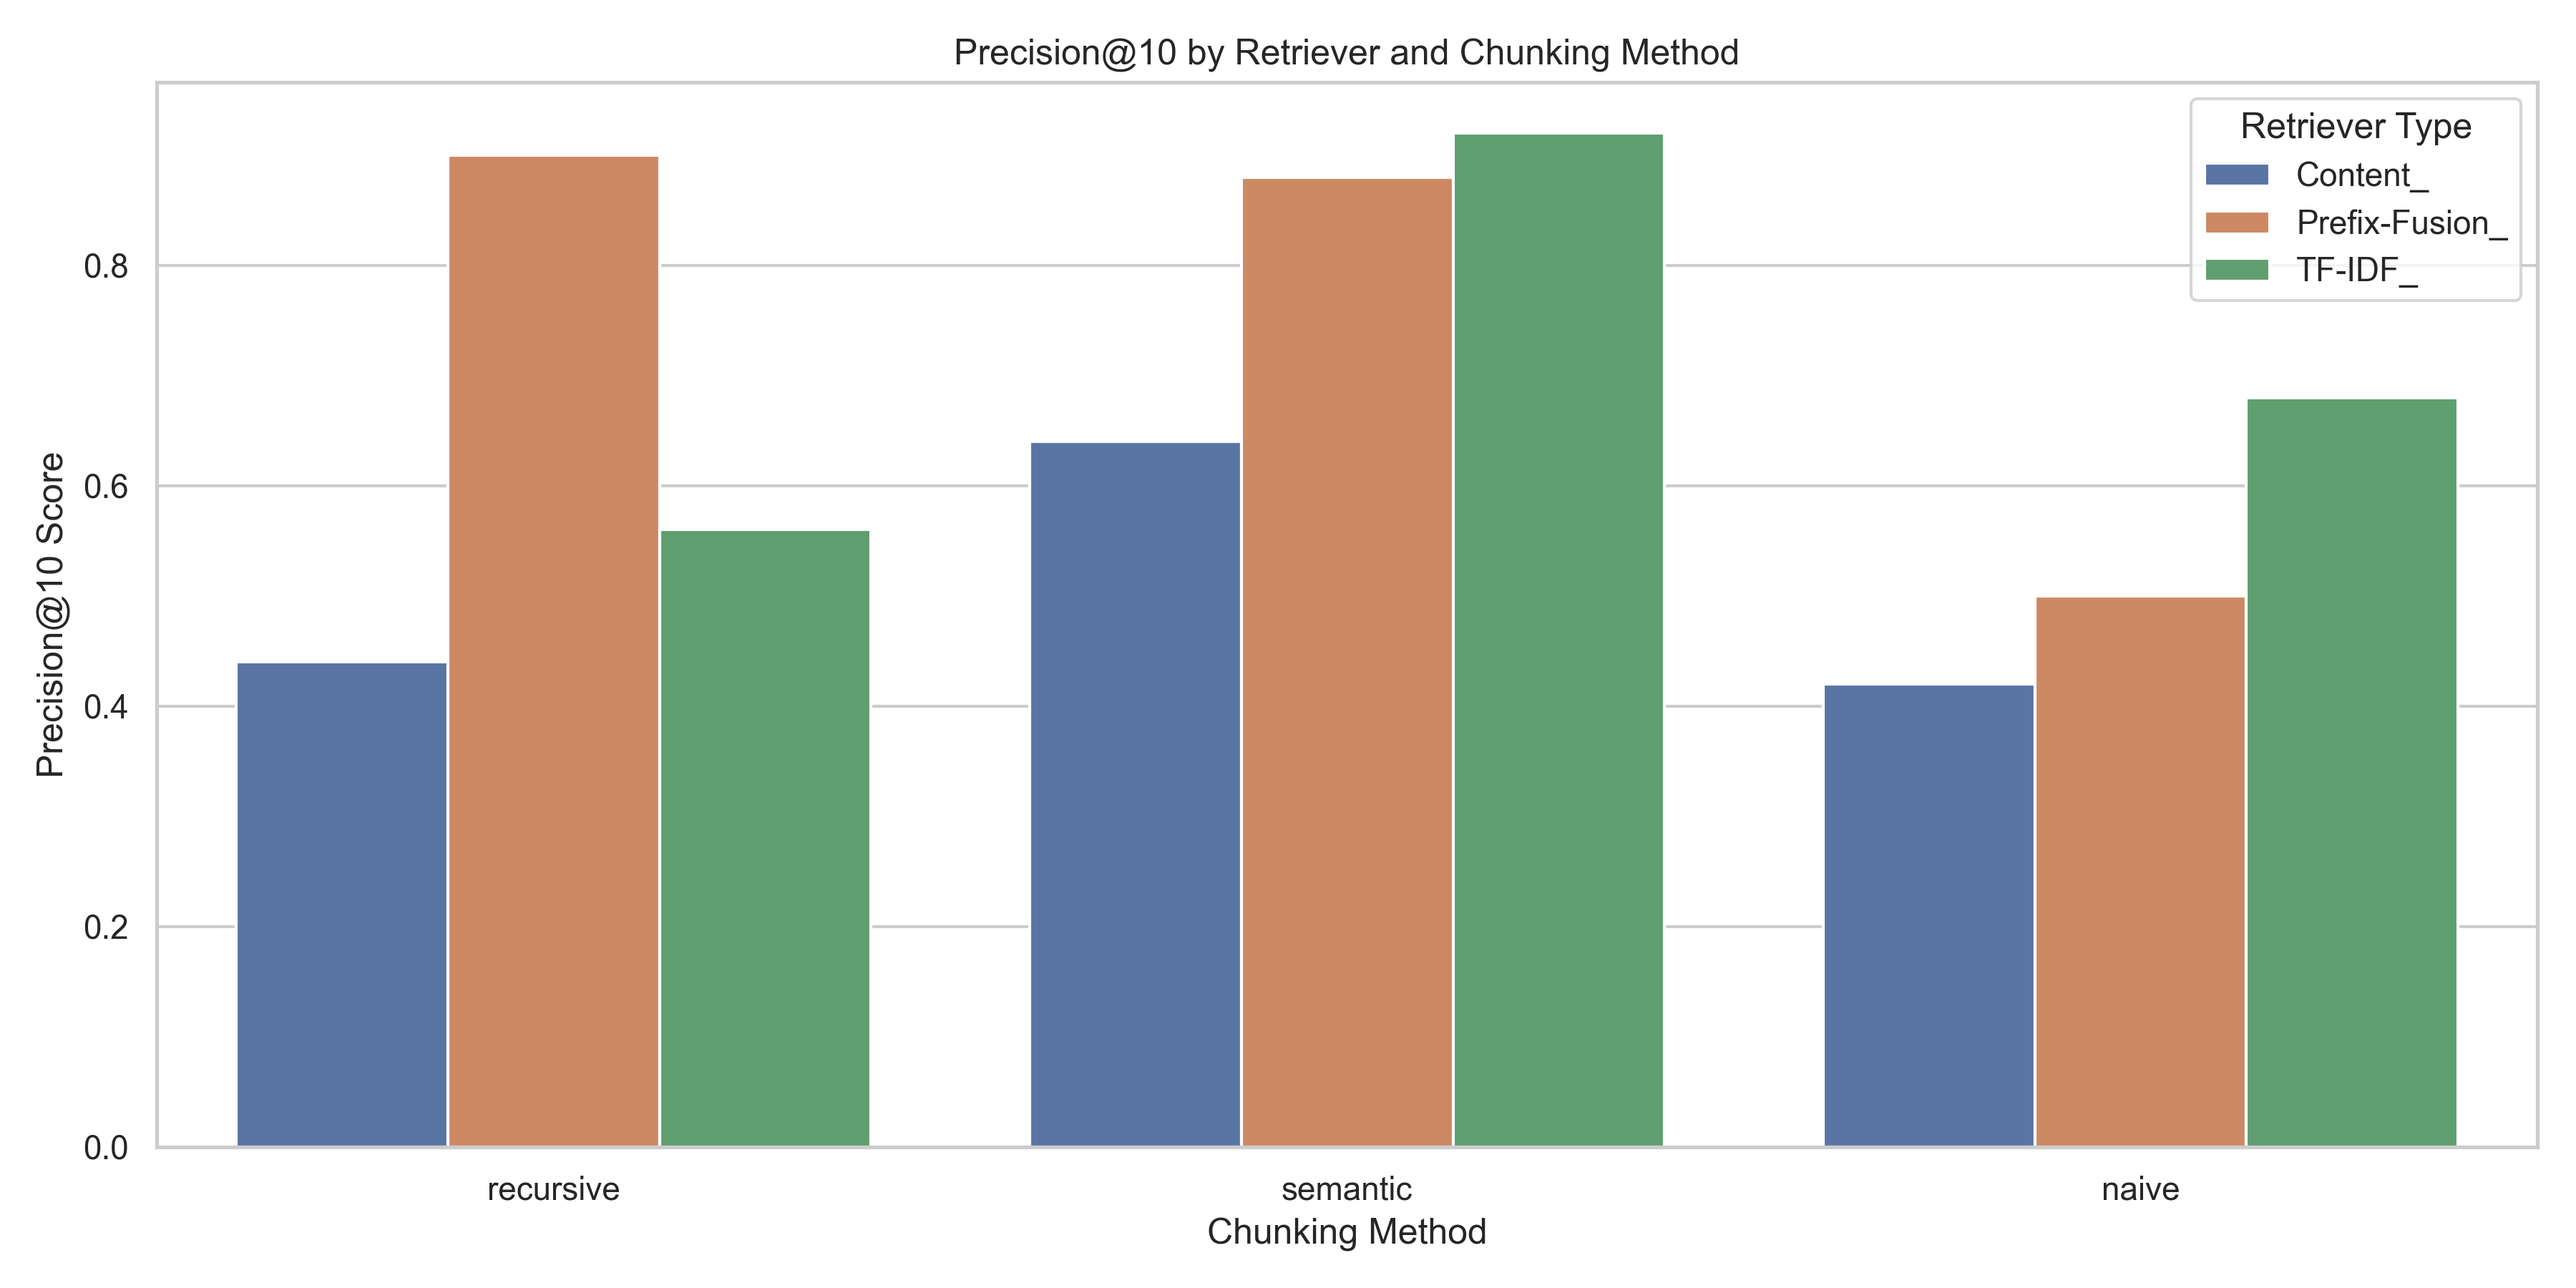 Precision@10 by Retriever and Chunking Method
Retriever Type
Content_
Prefix-Fusion_
TF-IDF_
Precision@10 Score
0.8
0.6
0.4
0.2
0.0
recursive
semantic
naive
Chunking Method